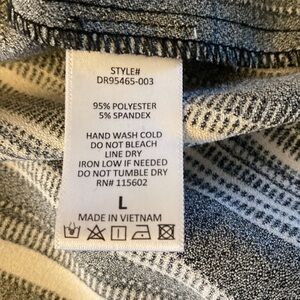 STYLE#
DR95465-003
95% POLYESTER
5% SPANDEX
HAND WASH COLD
DO NOT BLEACH
LINE DRY
IRON LOW IF NEEDED
DO NOT TUMBLE DRY
RN# 115602
L
MADE IN VIETNAM